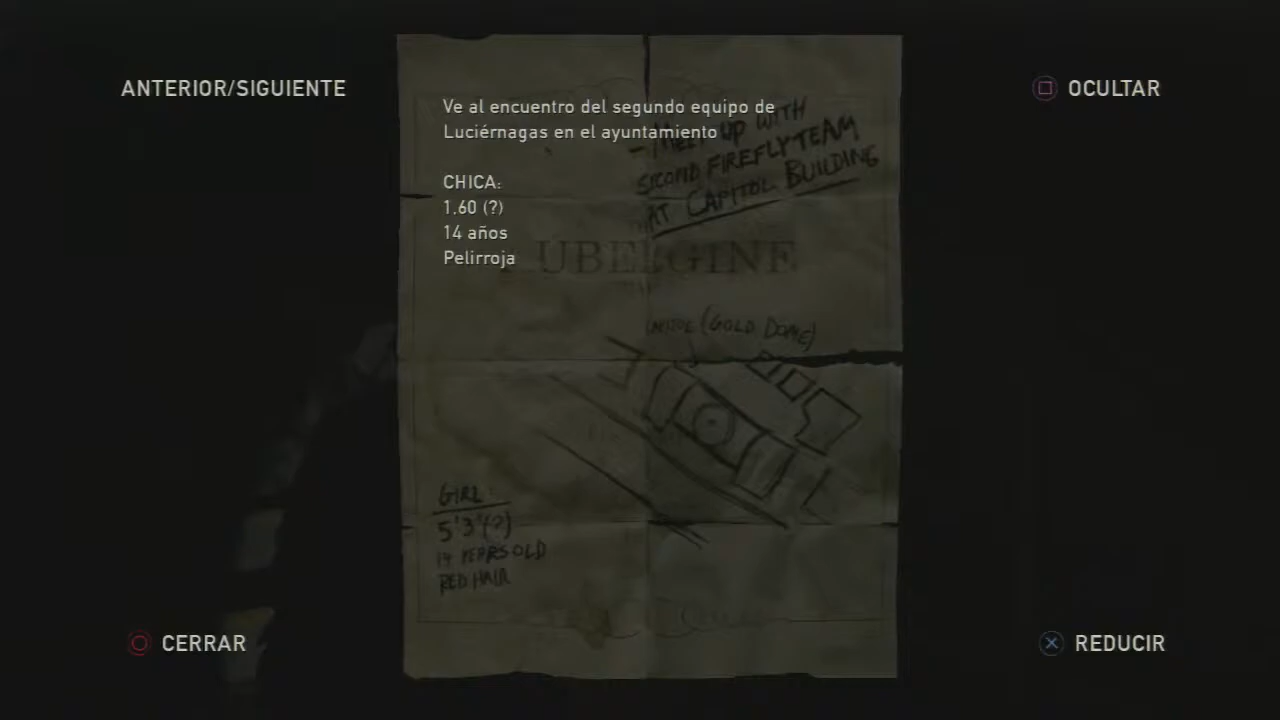 ANTERIOR/SIGUIENTE
OCULTAR
Ve al encuentro del segundo equipo de
Luciérnagas en el ayuntamiento
CHICA:
1.60 (?)
14 años
Pelirroja
- MEET UP WITH
SECOND FIREFLY TEAM
AT CAPITOL BUILDING
(GOLD DOME)
GIRL
5'3"(?)
14 YEARS OLD
RED HAIR
CERRAR
REDUCIR